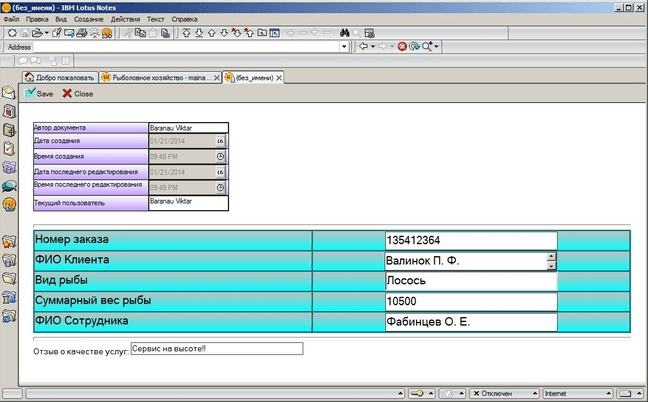 (без_имени) - IBM Lotus Notes
Файл Правка Вид Создание Действия Текст Справка
Address
Добро пожаловать Рыболовное хозяйство - maina ... (без_имени)
Save Close
Автор документа Baranau Viktar
Дата создания 01/21/2014 16
Время создания 09:48 PM
Дата последнего редактирования 01/21/2014 16
Время последнего редактирования 09:49 PM
Текущий пользователь Baranau Viktar
Номер заказа 135412364
ФИО Клиента Валинок П. Ф.
Вид рыбы Лосось
Суммарный вес рыбы 10500
ФИО Сотрудника Фабинцев О. Е.
Отзыв о качестве услуг: Сервис на высоте!!
Отключен Internet